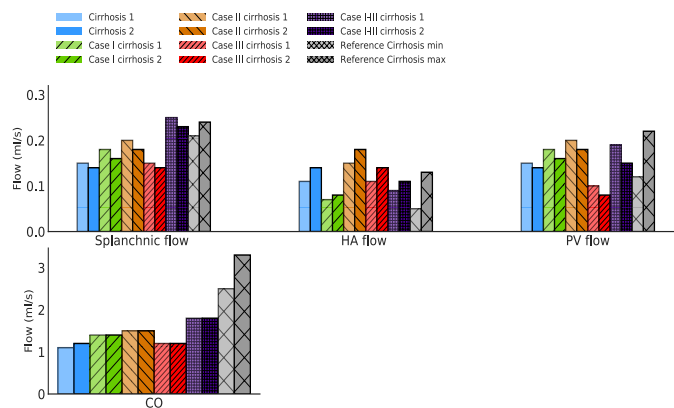 Cirrhosis 1
Cirrhosis 2
Case I cirrhosis 1
Case I cirrhosis 2
Case II cirrhosis 1
Case II cirrhosis 2
Case III cirrhosis 1
Case III cirrhosis 2
Case I-III cirrhosis 1
Case I-III cirrhosis 2
Reference Cirrhosis min
Reference Cirrhosis max
Flow (ml/s)
0.3
0.2
0.1
0.0
Splanchnic flow
HA flow
PV flow
Flow (ml/s)
3
2
1
0
CO